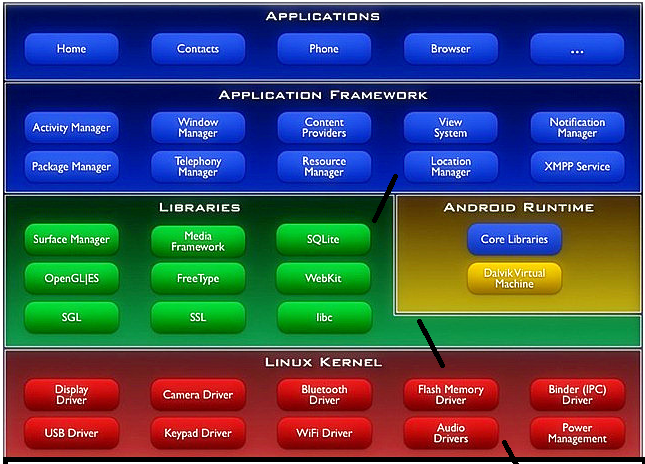 APPLICATIONS
Home
Contacts
Phone
Browser
...
APPLICATION FRAMEWORK
Activity Manager
Window
Manager
Content
Providers
View
System
Notification
Manager
Package Manager
Telephony
Manager
Resource
Manager
Location
Manager
XMPP Service
LIBRARIES
Surface Manager
Media
Framework
SQLite
OpenGL|ES
FreeType
WebKit
SGL
SSL
libc
ANDROID RUNTIME
Core Libraries
Dalvik Virtual
Machine
LINUX KERNEL
Display
Driver
Camera Driver
Bluetooth
Driver
Flash Memory
Driver
Binder (IPC)
Driver
USB Driver
Keypad Driver
WiFi Driver
Audio
Drivers
Power
Management